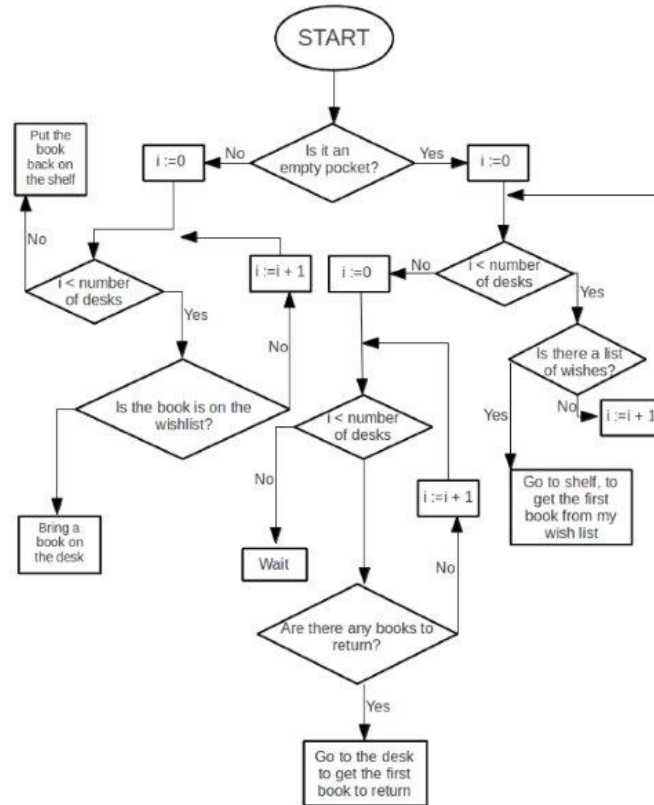 START
Is it an
empty pocket?
No
Yes
i :=0
i :=0
Put the
book
back on
the shelf
No
i < number
of desks
Yes
i :=i + 1
No
Is the book is on the
wishlist?
Bring a
book on
the desk
i :=0
No
i < number
of desks
Yes
Is there a list
of wishes?
Yes
No
i :=i + 1
Go to shelf, to
get the first
book from my
wish list
i < number
of desks
No
Wait
i :=i + 1
No
Are there any books to
return?
Yes
Go to the desk
to get the first
book to return